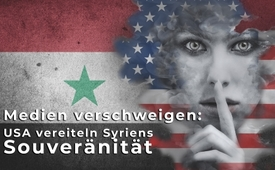 Medien verschweigen:
USA vereiteln Syriens
Souveränität